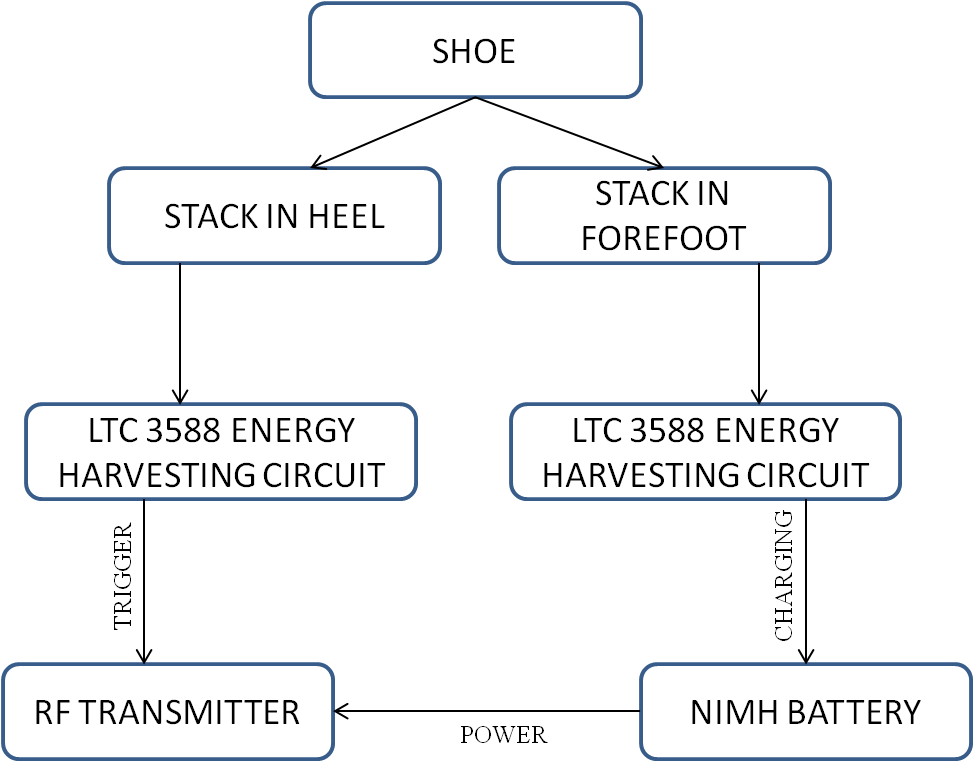 SHOE
STACK IN HEEL
STACK IN
FOREFOOT
LTC 3588 ENERGY
HARVESTING CIRCUIT
LTC 3588 ENERGY
HARVESTING CIRCUIT
TRIGGER
CHARGING
RF TRANSMITTER
POWER
NIMH BATTERY